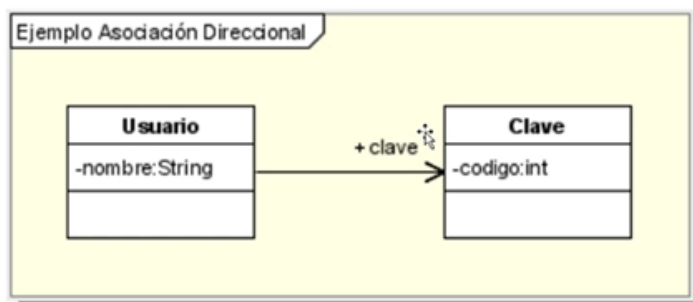 Ejemplo Asociación Direccional
Usuario
-nombre:String
+ clave
Clave
-codigo:int